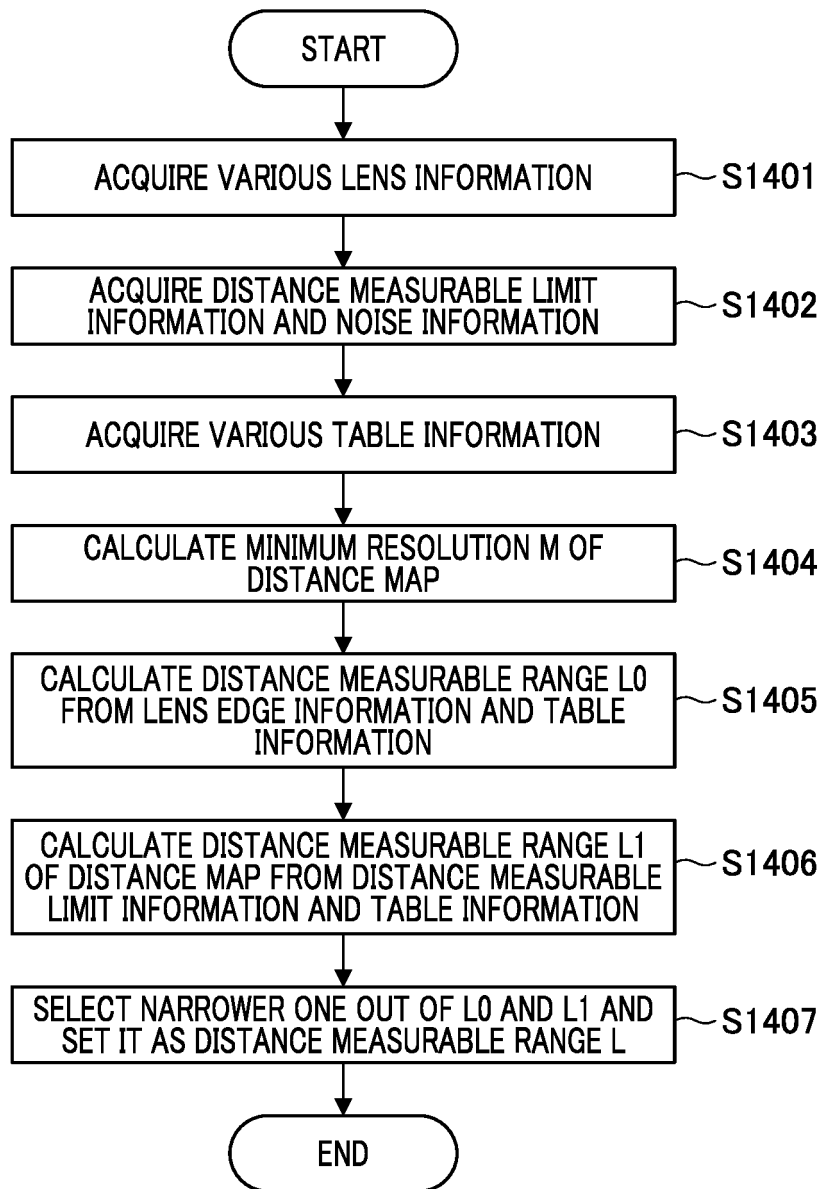 START
ACQUIRE VARIOUS LENS INFORMATION
S1401
ACQUIRE DISTANCE MEASURABLE LIMIT
INFORMATION AND NOISE INFORMATION
S1402
ACQUIRE VARIOUS TABLE INFORMATION
S1403
CALCULATE MINIMUM RESOLUTION M OF
DISTANCE MAP
S1404
CALCULATE DISTANCE MEASURABLE RANGE L0
FROM LENS EDGE INFORMATION AND TABLE
INFORMATION
S1405
CALCULATE DISTANCE MEASURABLE RANGE L1
OF DISTANCE MAP FROM DISTANCE MEASURABLE
LIMIT INFORMATION AND TABLE INFORMATION
S1406
SELECT NARROWER ONE OUT OF L0 AND L1 AND
SET IT AS DISTANCE MEASURABLE RANGE L
S1407
END